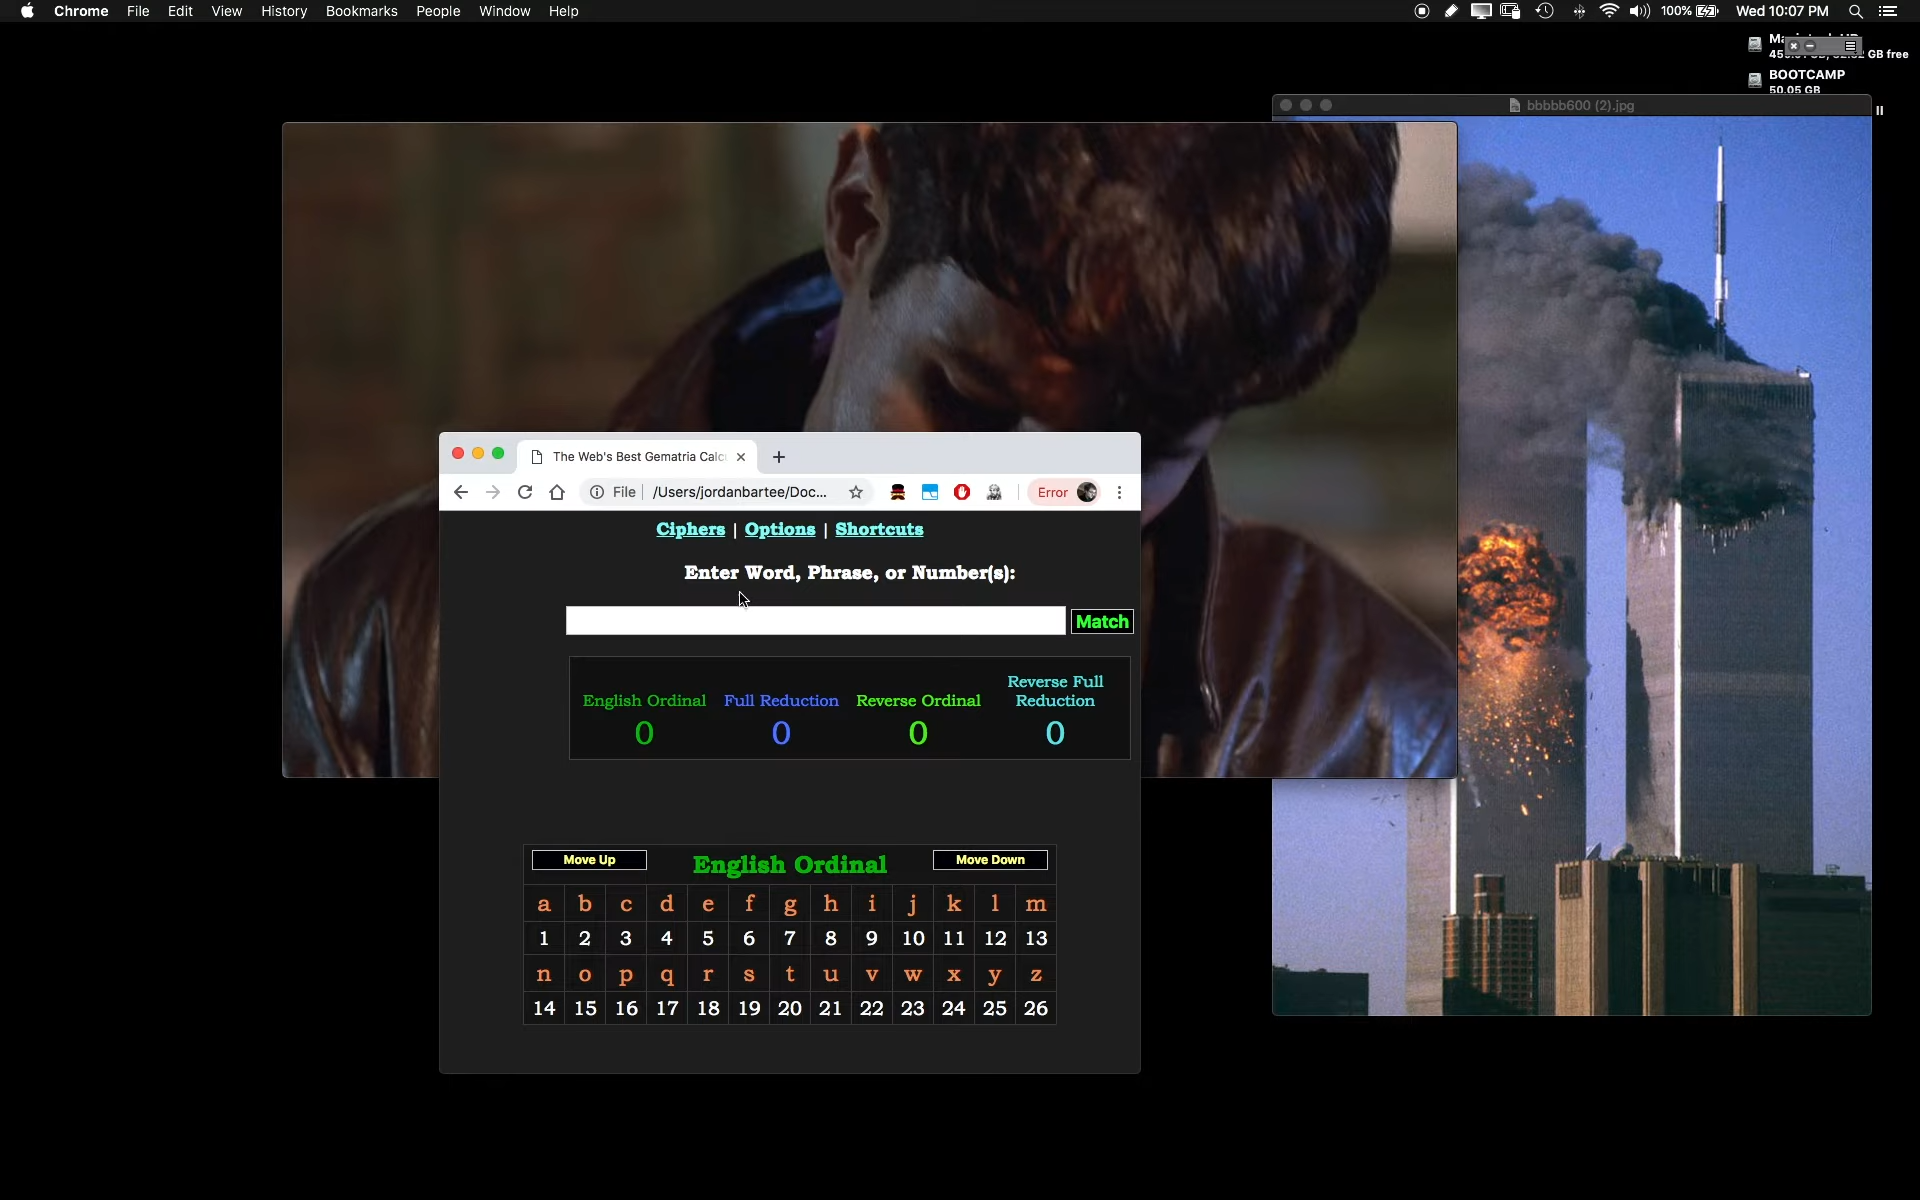 Chrome File Edit View History Bookmarks People Window Help
100% Wed 10:07 PM
GB free
BOOTCAMP
50.05 GB
bbbbb600 (2).jpg
The Web's Best Gematria Calc
File /Users/jordanbartee/Doc...
Error
Ciphers | Options | Shortcuts
Enter Word, Phrase, or Number(s):
Match
English Ordinal Full Reduction Reverse Ordinal Reverse Full Reduction
0 0 0 0
Move Up English Ordinal Move Down
a b c d e f g h i j k l m
1 2 3 4 5 6 7 8 9 10 11 12 13
n o p q r s t u v w x y z
14 15 16 17 18 19 20 21 22 23 24 25 26